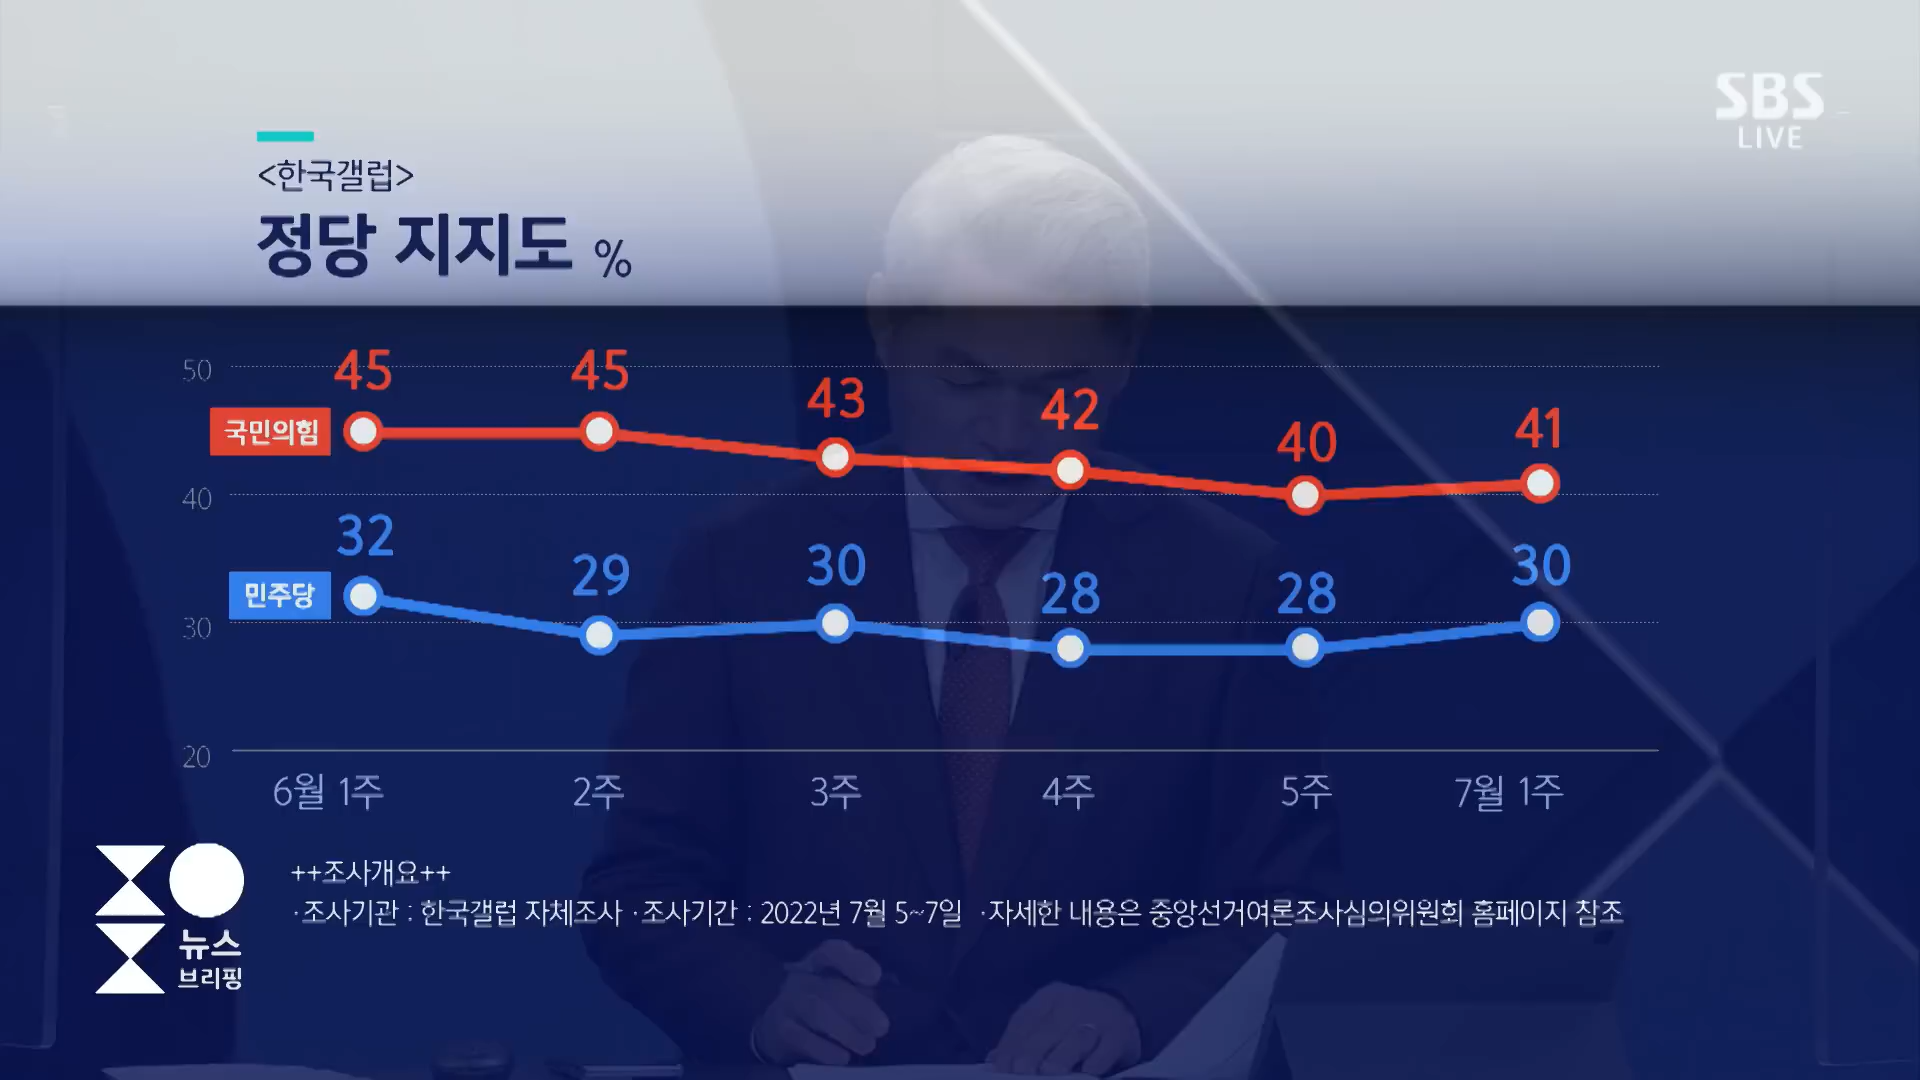 SBS
LIVE
<한국갤럽>
정당 지지도 %
50
45 45 43 42 40 41
국민의힘
40
32 29 30 28 28 30
민주당
30
20
6월 1주 2주 3주 4주 5주 7월 1주
++조사개요++
·조사기관 : 한국갤럽 자체조사 ·조사기간 : 2022년 7월 5~7일 ·자세한 내용은 중앙선거여론조사심의위원회 홈페이지 참조
뉴스
브리핑